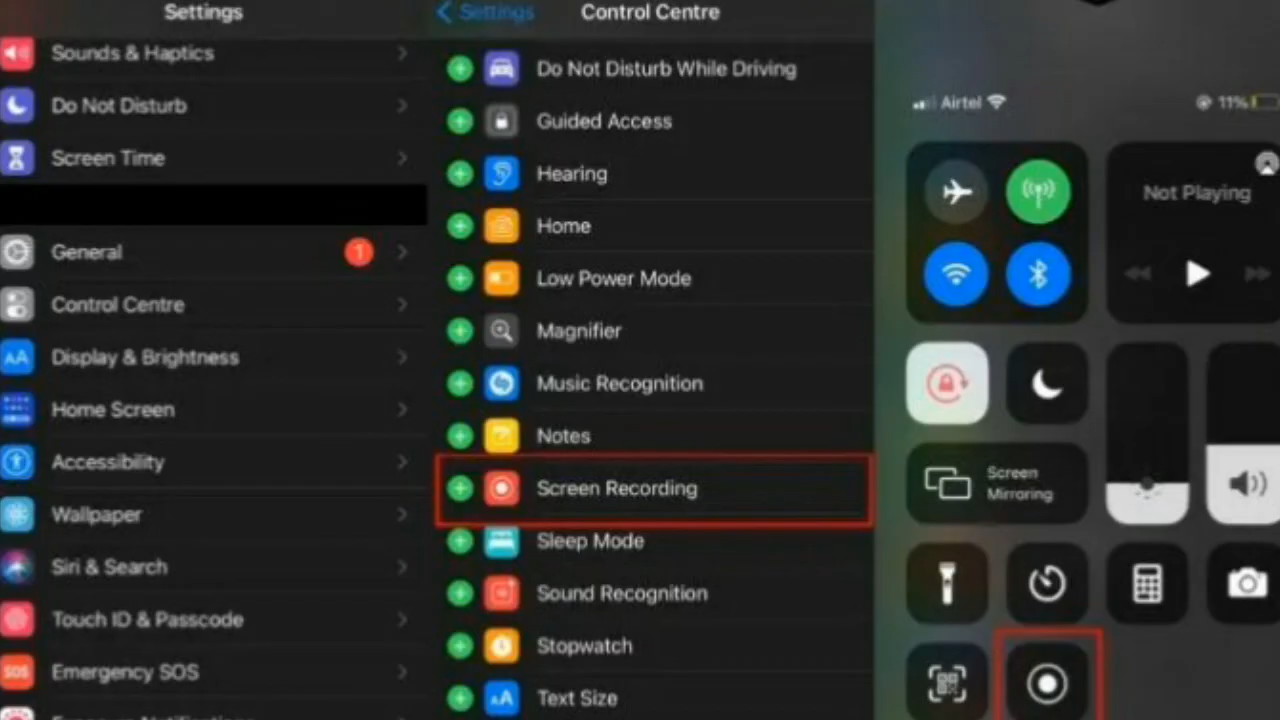 Settings
Sounds & Haptics
Do Not Disturb
Screen Time
General
1
Control Centre
Display & Brightness
AA
Home Screen
Accessibility
Wallpaper
Siri & Search
Touch ID & Passcode
SOS
Emergency SOS
Settings
Control Centre
Do Not Disturb While Driving
Guided Access
Hearing
Home
Low Power Mode
Magnifier
Music Recognition
Notes
Screen Recording
Sleep Mode
Sound Recognition
Stopwatch
AA
Text Size
Airtel
11%
Not Playing
Screen
Mirroring